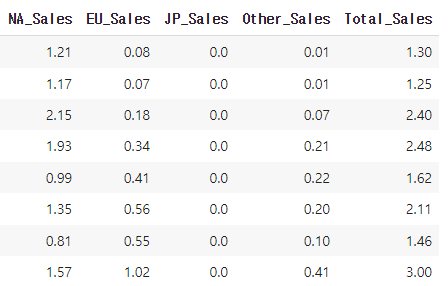 NA_Sales EU_Sales JP_Sales Other_Sales Total_Sales
1.21 0.08 0.0 0.01 1.30
1.17 0.07 0.0 0.01 1.25
2.15 0.18 0.0 0.07 2.40
1.93 0.34 0.0 0.21 2.48
0.99 0.41 0.0 0.22 1.62
1.35 0.56 0.0 0.20 2.11
0.81 0.55 0.0 0.10 1.46
1.57 1.02 0.0 0.41 3.00